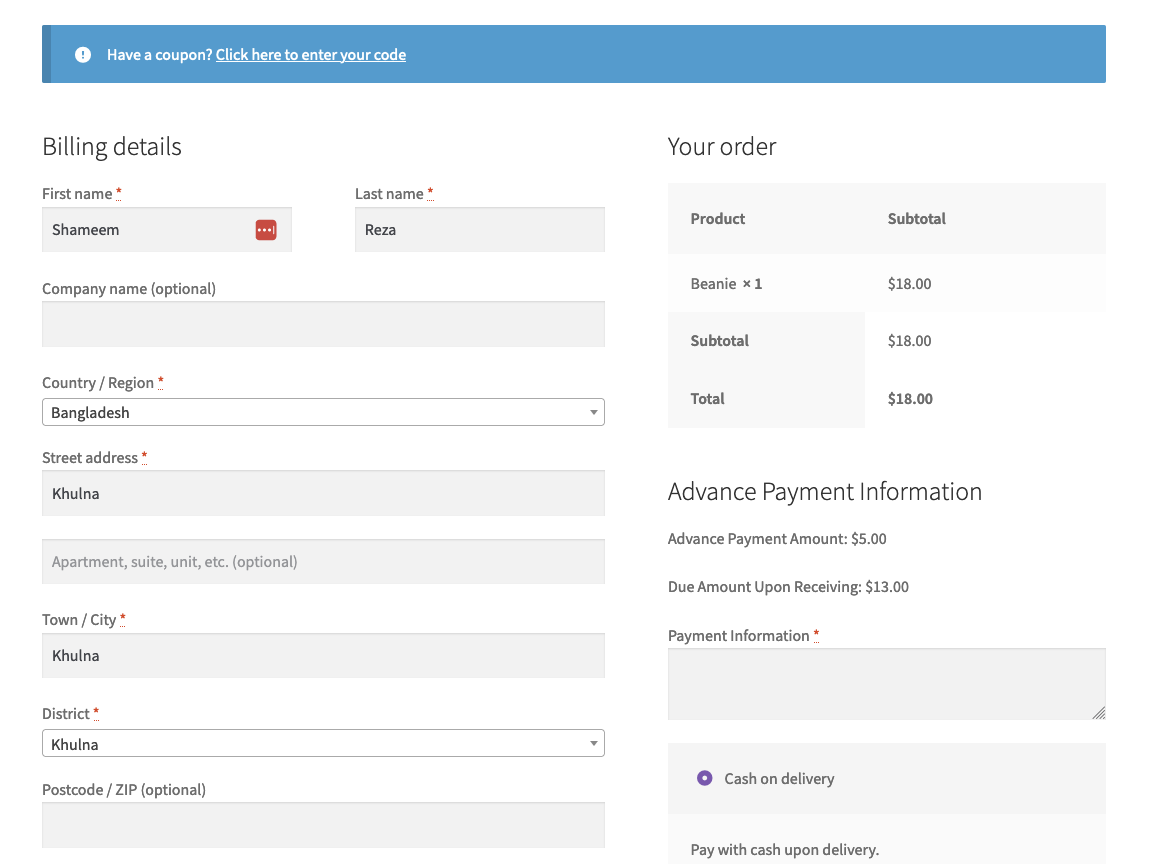 Have a coupon? Click here to enter your code
Billing details
First name *
Last name *
Shameem
Reza
Company name (optional)
Country / Region *
Bangladesh
Street address *
Khulna
Apartment, suite, unit, etc. (optional)
Town / City *
Khulna
District *
Khulna
Postcode / ZIP (optional)
Your order
Product Subtotal
Beanie × 1 $18.00
Subtotal $18.00
Total $18.00
Advance Payment Information
Advance Payment Amount: $5.00
Due Amount Upon Receiving: $13.00
Payment Information *
Cash on delivery
Pay with cash upon delivery.